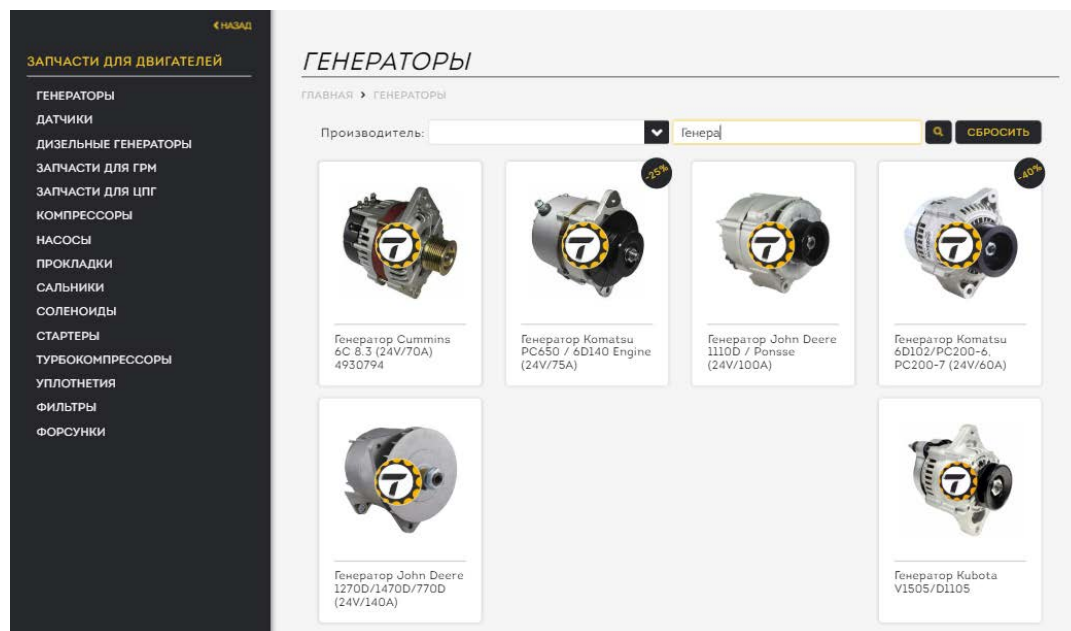 НАЗАД
ЗАПЧАСТИ ДЛЯ ДВИГАТЕЛЕЙ
ГЕНЕРАТОРЫ
ДАТЧИКИ
ДИЗЕЛЬНЫЕ ГЕНЕРАТОРЫ
ЗАПЧАСТИ ДЛЯ ГРМ
ЗАПЧАСТИ ДЛЯ ЦПГ
КОМПРЕССОРЫ
НАСОСЫ
ПРОКЛАДКИ
САЛЬНИКИ
СОЛЕНОИДЫ
СТАРТЕРЫ
ТУРБОКОМПРЕССОРЫ
УПЛОТНЕТИЯ
ФИЛЬТРЫ
ФОРСУНКИ
ГЕНЕРАТОРЫ
ГЛАВНАЯ > ГЕНЕРАТОРЫ
Производитель: Генера СБРОСИТЬ
Генератор Cummins
6C 8.3 (24V/70A)
4930794
-25%
Генератор Komatsu
PC650 / 6D140 Engine
(24V/75A)
Генератор John Deere
1110D / Ponsse
(24V/100A)
-40%
Генератор Komatsu
6D102/PC200-6,
PC200-7 (24V/60A)
Генератор John Deere
1270D/1470D/770D
(24V/140A)
Генератор Kubota
V1505/D1105